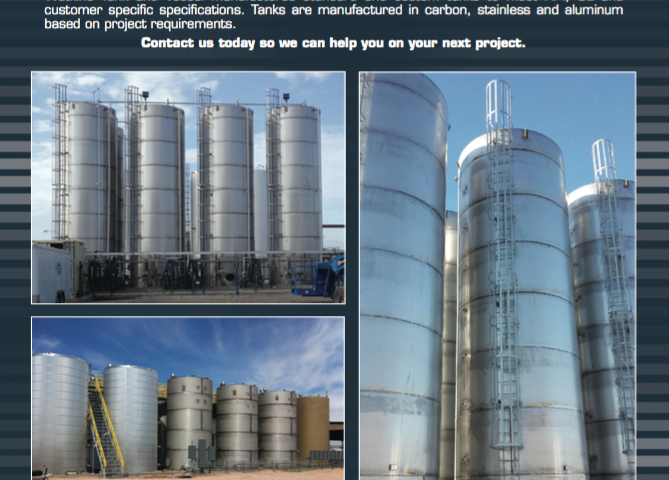 customer specific specifications. Tanks are manufactured in carbon, stainless and aluminum
based on project requirements.
Contact us today so we can help you on your next project.